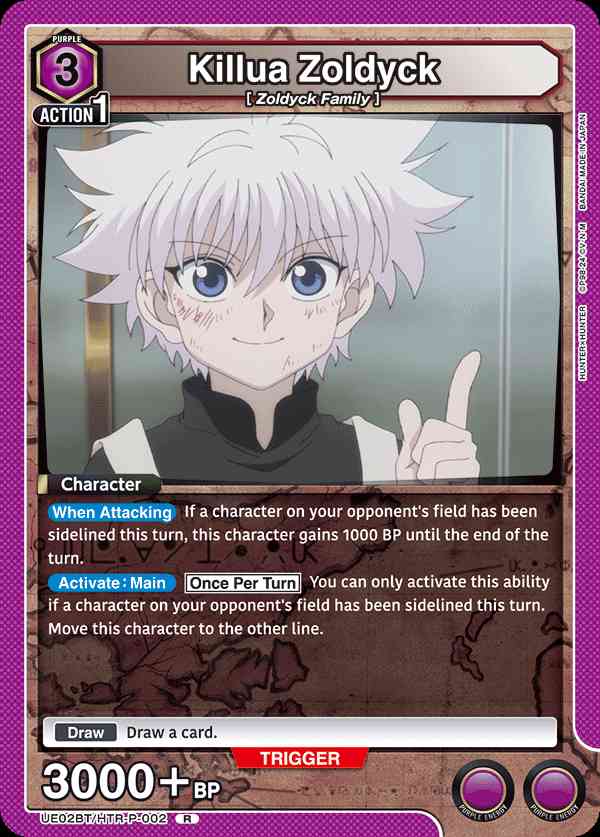 PURPLE
3
Killua Zoldyck
[ Zoldyck Family ]
ACTION 1
HUNTER×HUNTER ©P98-24 ©V, N, M BANDAI MADE IN JAPAN
Character
When Attacking If a character on your opponent's field has been
sidelined this turn, this character gains 1000 BP until the end of the
turn.
Activate: Main Once Per Turn You can only activate this ability
if a character on your opponent's field has been sidelined this turn.
Move this character to the other line.
Draw Draw a card.
TRIGGER
3000+ BP
PURPLE ENERGY PURPLE ENERGY
UE02BT/HTR-P-002 R